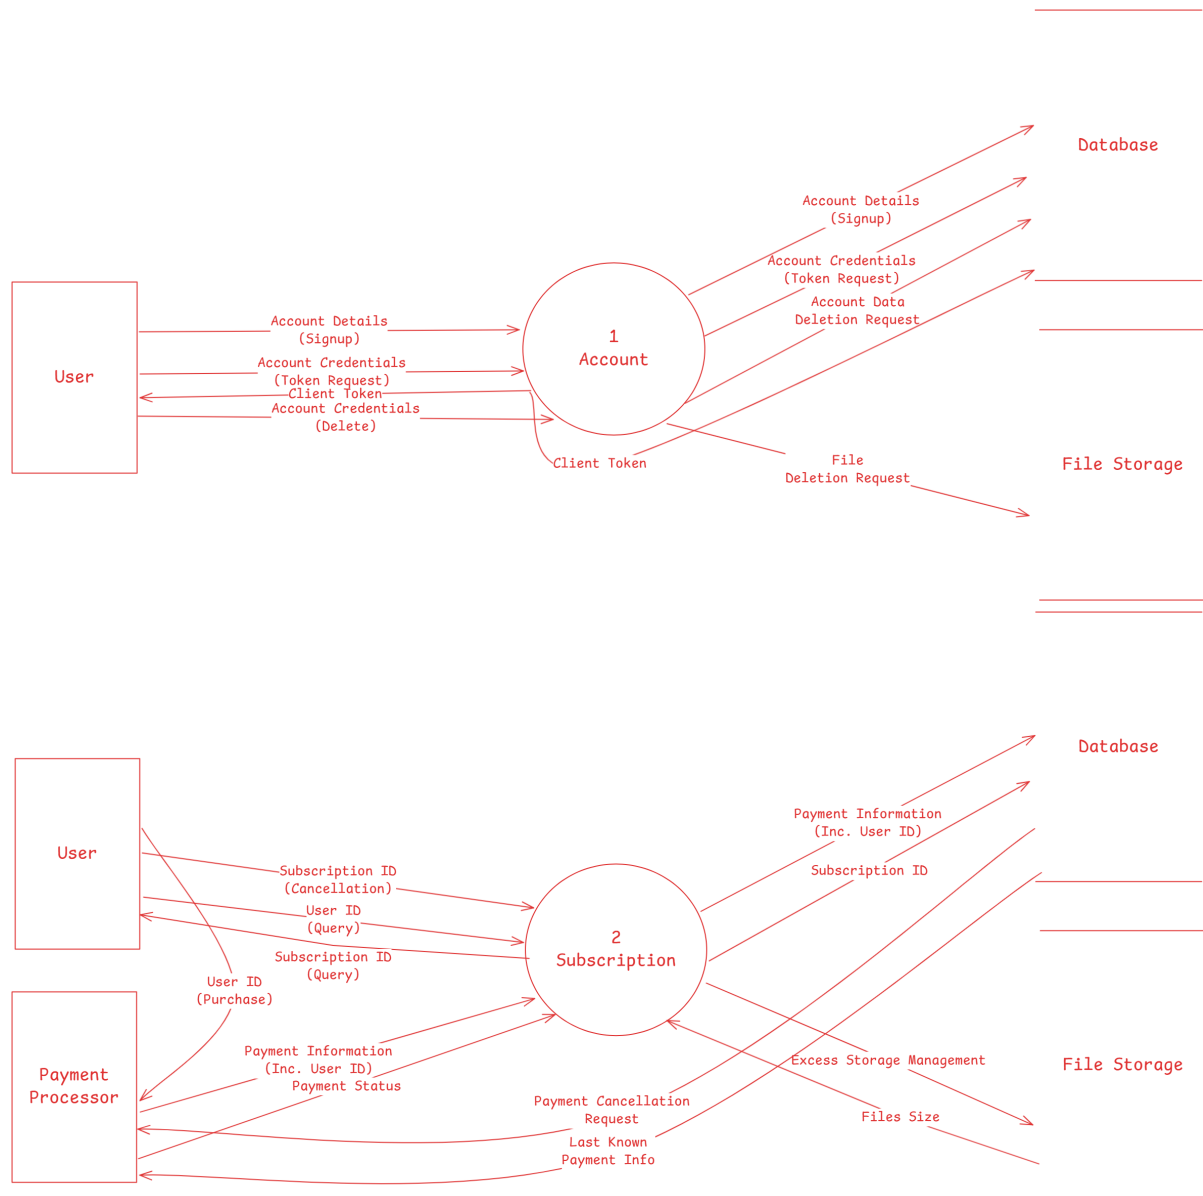 Database
Account Details
(Signup)
Account Credentials
(Token Request)
Account Data
Deletion Request
1
Account
Account Details
(Signup)
Account Credentials
(Token Request)
Client Token
Account Credentials
(Delete)
User
Client Token
File
Deletion Request
File Storage
Database
Payment Information
(Inc. User ID)
Subscription ID
User
Subscription ID
(Cancellation)
User ID
(Query)
Subscription ID
(Query)
2
Subscription
User ID
(Purchase)
Payment Information
(Inc. User ID)
Payment Status
Payment
Processor
Excess Storage Management
File Storage
Files Size
Payment Cancellation
Request
Last Known
Payment Info